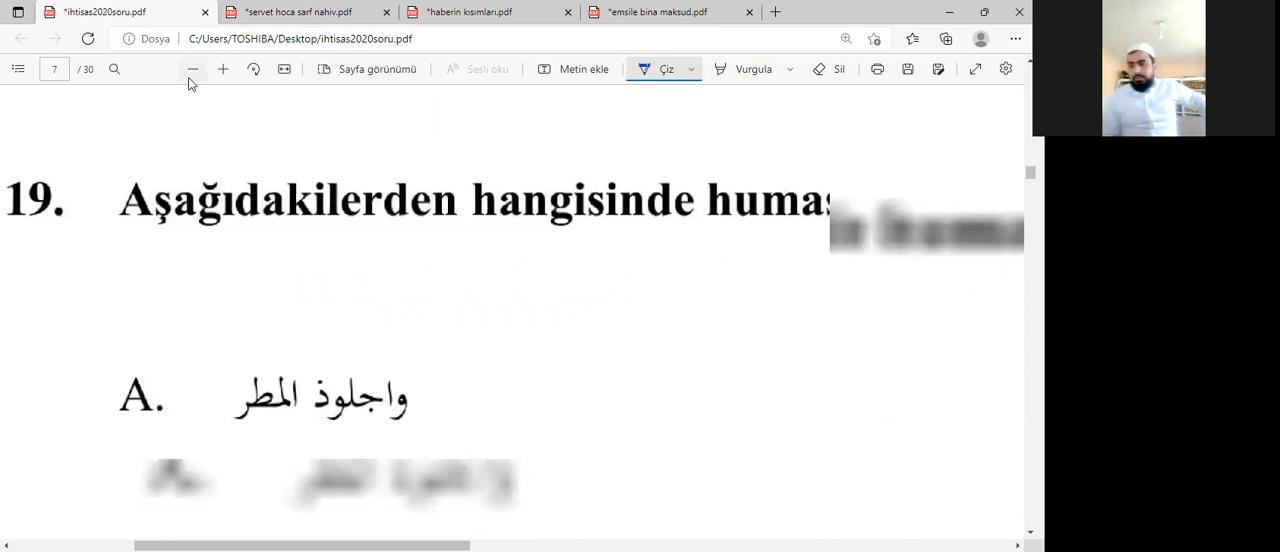 *ihtisas2020soru.pdf
*servet hoca sarf nahiv.pdf
*haberin kısımları.pdf
*emsile bina maksud.pdf
Dosya C:/Users/TOSHIBA/Desktop/ihtisas2020soru.pdf
7 / 30 Sayfa görünümü Sesli oku Metin ekle Çiz Vurgula Sil
19. Aşağıdakilerden hangisinde humas
A. واجلوذ المطر